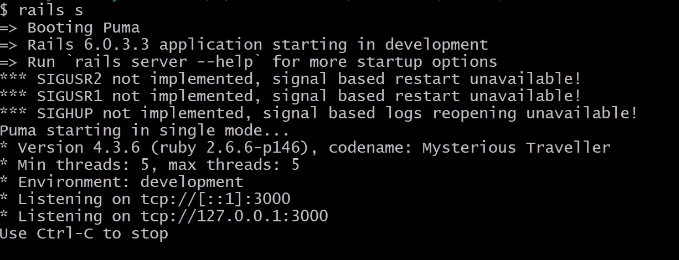 $ rails s
=> Booting Puma
=> Rails 6.0.3.3 application starting in development
=> Run `rails server --help` for more startup options
*** SIGUSR2 not implemented, signal based restart unavailable!
*** SIGUSR1 not implemented, signal based restart unavailable!
*** SIGHUP not implemented, signal based logs reopening unavailable!
Puma starting in single mode...
* Version 4.3.6 (ruby 2.6.6-p146), codename: Mysterious Traveller
* Min threads: 5, max threads: 5
* Environment: development
* Listening on tcp://[::1]:3000
* Listening on tcp://127.0.0.1:3000
Use Ctrl-C to stop